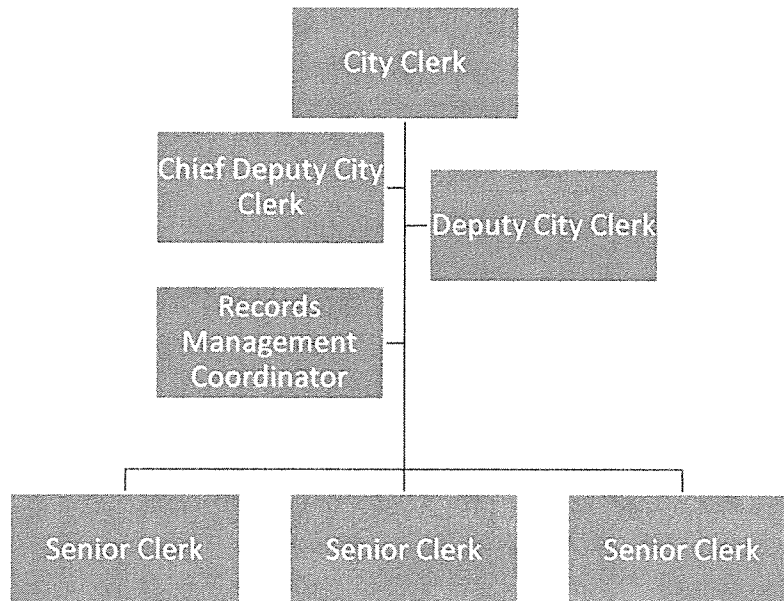 City Clerk
Chief Deputy City
Clerk
Deputy City Clerk
Records
Management
Coordinator
Senior Clerk
Senior Clerk
Senior Clerk